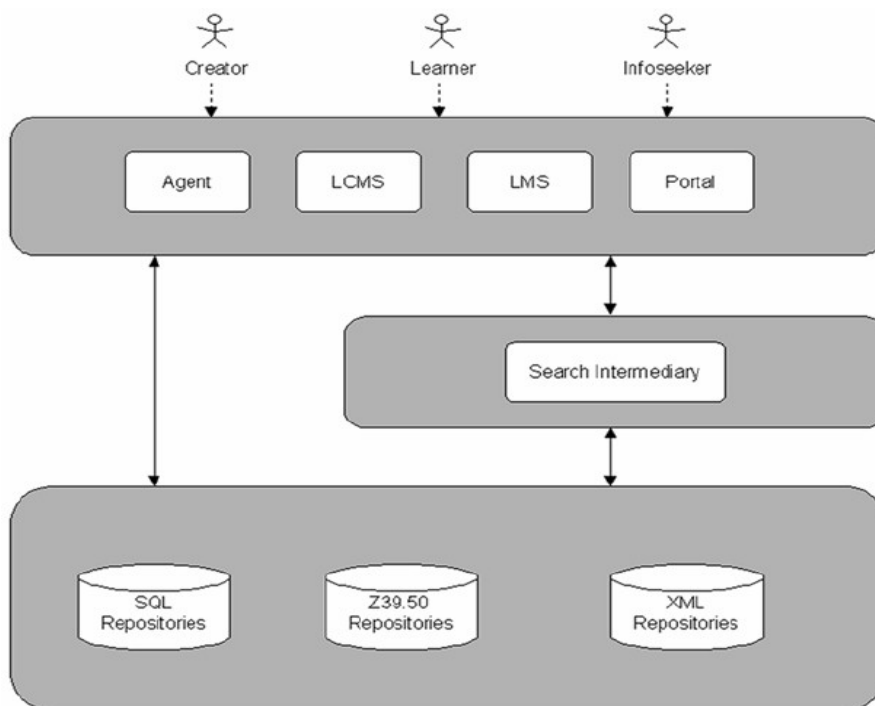 Creator
Learner
Infoseeker
Agent
LCMS
LMS
Portal
Search Intermediary
SQL
Repositories
Z39.50
Repositories
XML
Repositories